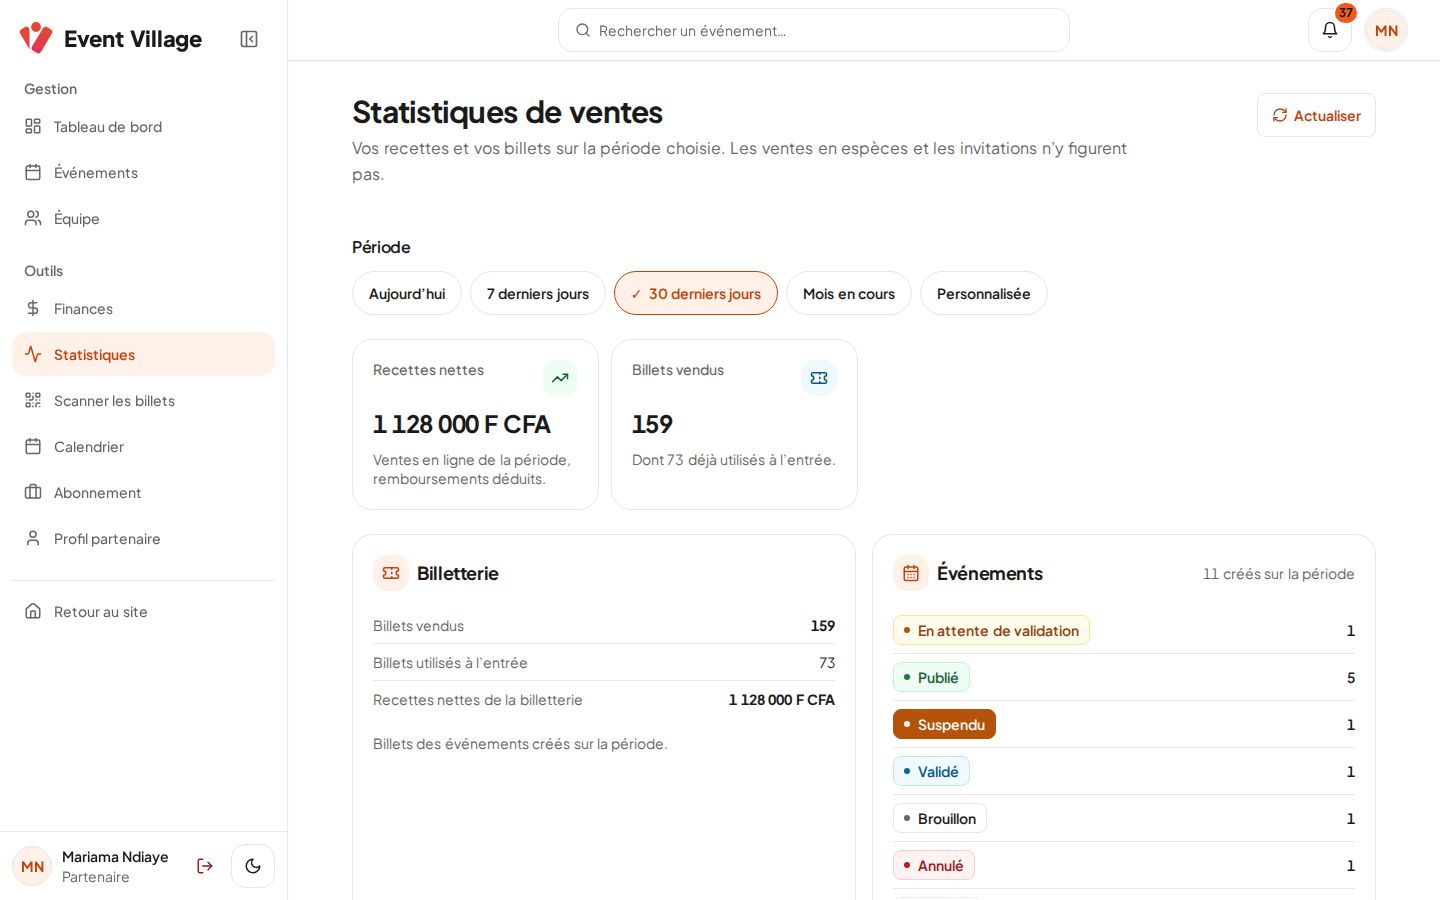 Event Village
Rechercher un événement…
37
MN
Gestion
Tableau de bord
Événements
Équipe
Outils
Finances
Statistiques
Scanner les billets
Calendrier
Abonnement
Profil partenaire
Retour au site
MN
Mariama Ndiaye
Partenaire
Statistiques de ventes
Actualiser
Vos recettes et vos billets sur la période choisie. Les ventes en espèces et les invitations n’y figurent
pas.
Période
Aujourd’hui
7 derniers jours
✓ 30 derniers jours
Mois en cours
Personnalisée
Recettes nettes
1 128 000 F CFA
Ventes en ligne de la période,
remboursements déduits.
Billets vendus
159
Dont 73 déjà utilisés à l’entrée.
Billetterie
Billets vendus 159
Billets utilisés à l’entrée 73
Recettes nettes de la billetterie 1 128 000 F CFA
Billets des événements créés sur la période.
Événements 11 créés sur la période
En attente de validation 1
Publié 5
Suspendu 1
Validé 1
Brouillon 1
Annulé 1